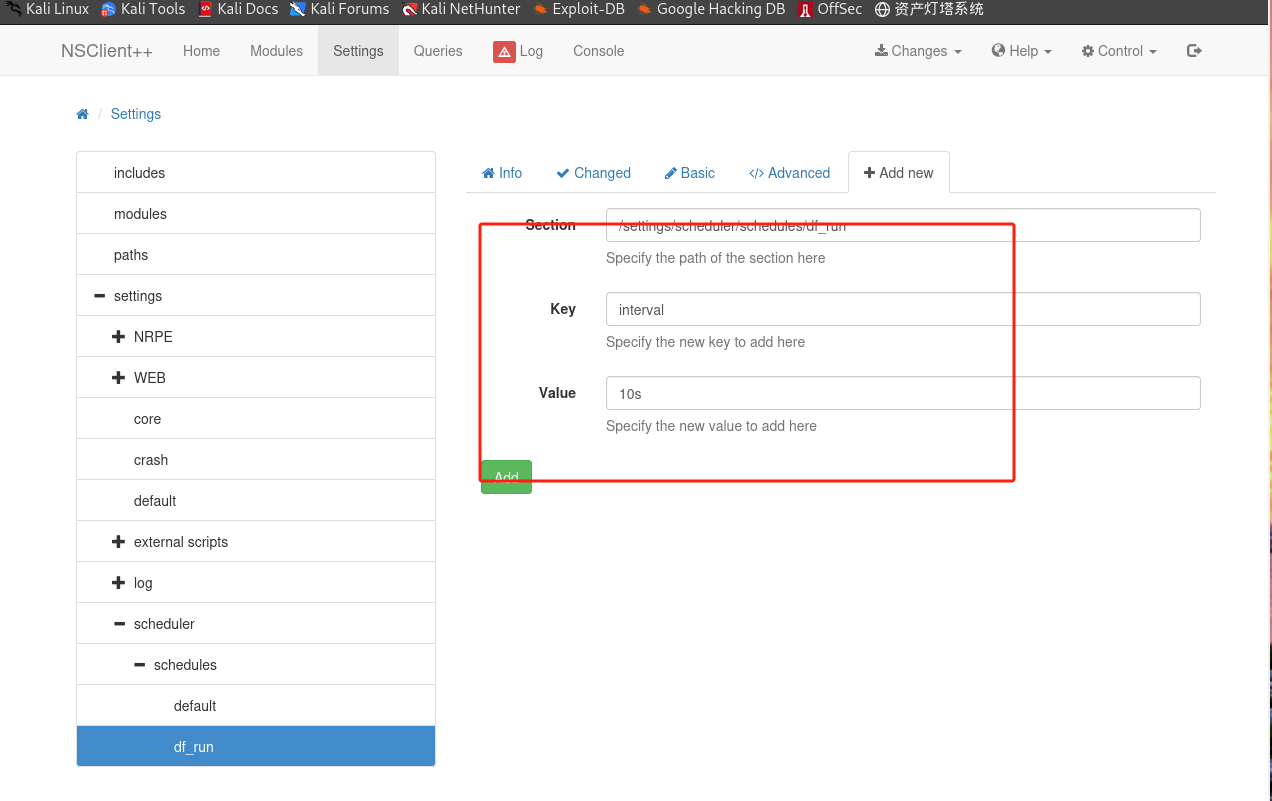 Kali Linux Kali Tools Kali Docs Kali Forums Kali NetHunter Exploit-DB Google Hacking DB OffSec 资产灯塔系统
NSClient++ Home Modules Settings Queries Log Console Changes Help Control
/ Settings
includes
modules
paths
settings
NRPE
WEB
core
crash
default
external scripts
log
scheduler
schedules
default
df_run
Info Changed Basic </> Advanced Add new
Section /settings/scheduler/schedules/df_run
Specify the path of the section here
Key interval
Specify the new key to add here
Value 10s
Specify the new value to add here
Add